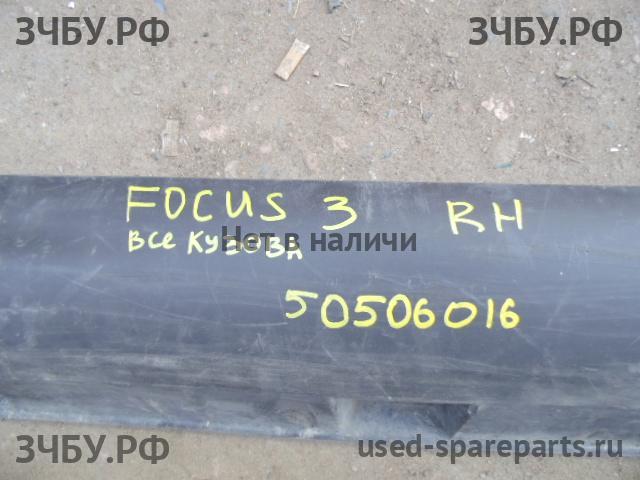 ЗЧБУ.РФ ЗЧБУ.РФ
FOCUS 3 RH
Нет в наличи
все кузова
50506016
ЗЧБУ.РФ used-spareparts.ru